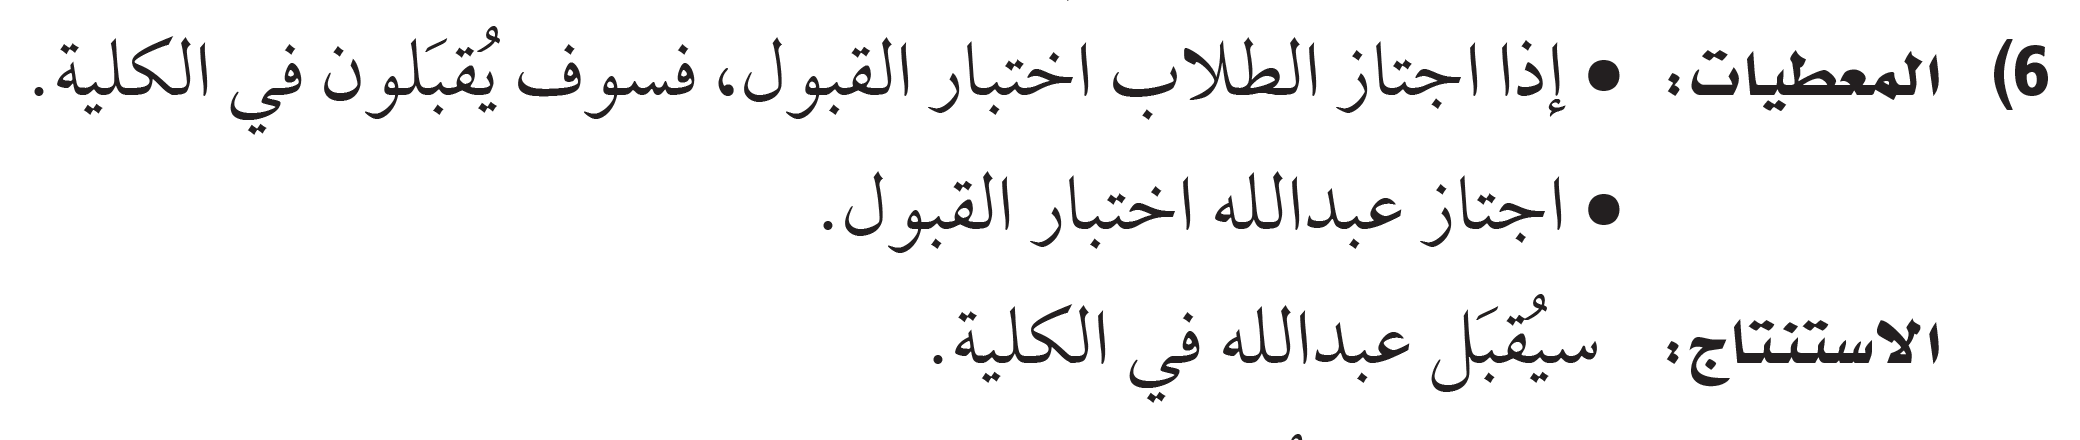 6) المعطيات: • إذا اجتاز الطلاب اختبار القبول، فسوف يُقبَلون في الكلية.
• اجتاز عبدالله اختبار القبول.
الاستنتاج: سيُقبَل عبدالله في الكلية.